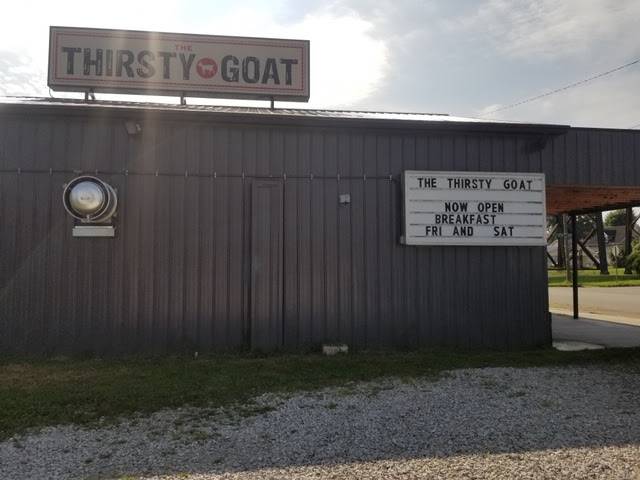 THE
THIRSTY GOAT
THE THIRSTY GOAT
NOW OPEN
BREAKFAST
FRI AND SAT